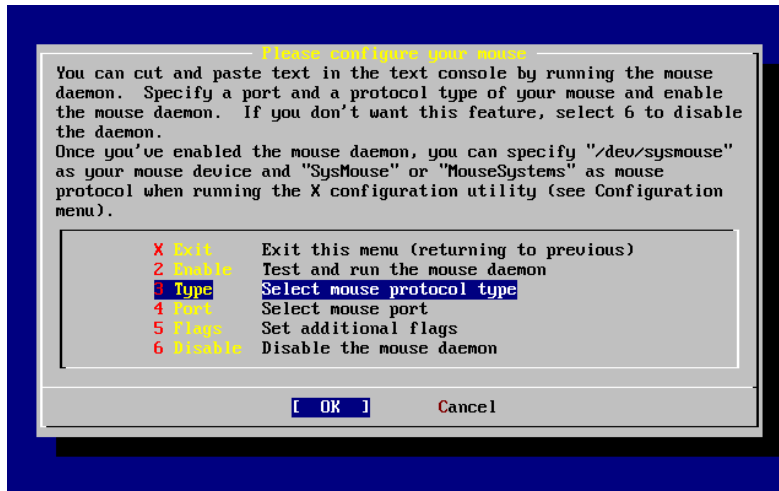 Please configure your mouse
You can cut and paste text in the text console by running the mouse
daemon.  Specify a port and a protocol type of your mouse and enable
the mouse daemon.  If you don't want this feature, select 6 to disable
the daemon.
Once you've enabled the mouse daemon, you can specify "/dev/sysmouse"
as your mouse device and "SysMouse" or "MouseSystems" as mouse
protocol when running the X configuration utility (see Configuration
menu).
X Exit     Exit this menu (returning to previous)
2 Enable   Test and run the mouse daemon
3 Type     Select mouse protocol type
4 Port     Select mouse port
5 Flags    Set additional flags
6 Disable  Disable the mouse daemon
[  OK  ]     Cancel